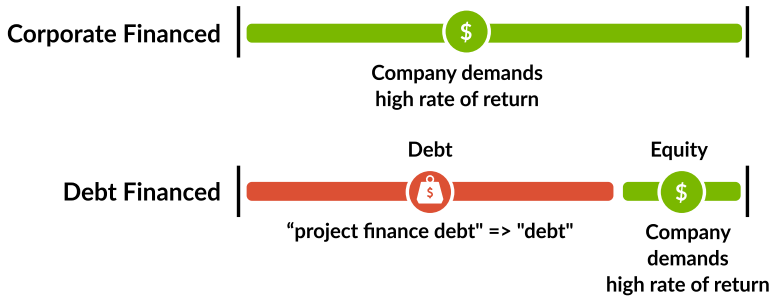 Corporate Financed
$
Company demands
high rate of return
Debt
Equity
Debt Financed
$
$
“project finance debt" => "debt"
Company
demands
high rate of return